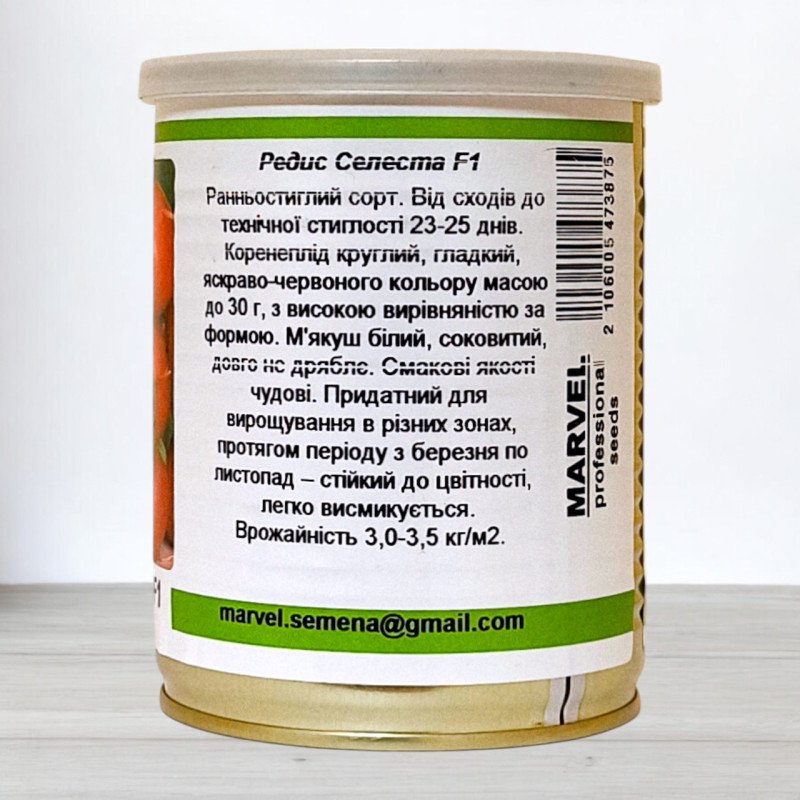 Редис Селеста F1
Ранньостиглий сорт. Від сходів до
технічної стиглості 23-25 днів.
Коренеплід круглий, гладкий,
яскраво-червоного кольору масою
до 30 г, з високою вирівняністю за
формою. М'якуш білий, соковитий,
довго не дрябле. Смакові якості
чудові. Придатний для
вирощування в різних зонах,
протягом періоду з березня по
листопад – стійкий до цвітності,
легко висмикується.
Врожайність 3,0-3,5 кг/м2.
marvel.semena@gmail.com
2 106005 473875
MARVEL.
professional
seeds
F1